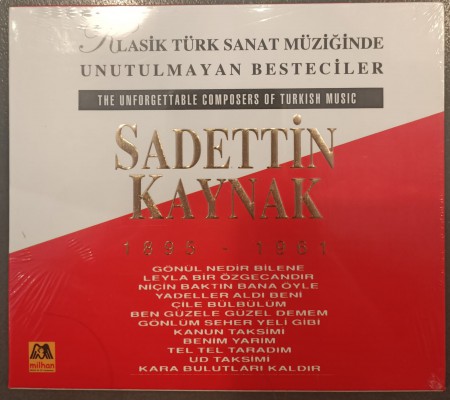 KLASİK TÜRK SANAT MÜZİĞİNDE
UNUTULMAYAN BESTECİLER
THE UNFORGETTABLE COMPOSERS OF TURKISH MUSIC
SADETTİN
KAYNAK
1895 - 1961
GÖNÜL NEDİR BİLENE
LEYLA BİR ÖZGECANDIR
NİÇİN BAKTIN BANA ÖYLE
YADELLER ALDI BENİ
ÇİLE BÜLBÜLÜM
BEN GÜZELE GÜZEL DEMEM
GÖNLÜM SEHER YELİ GİBİ
KANUN TAKSİMİ
BENİM YARIM
TEL TEL TARADIM
UD TAKSİMİ
KARA BULUTLARI KALDIR
milhan